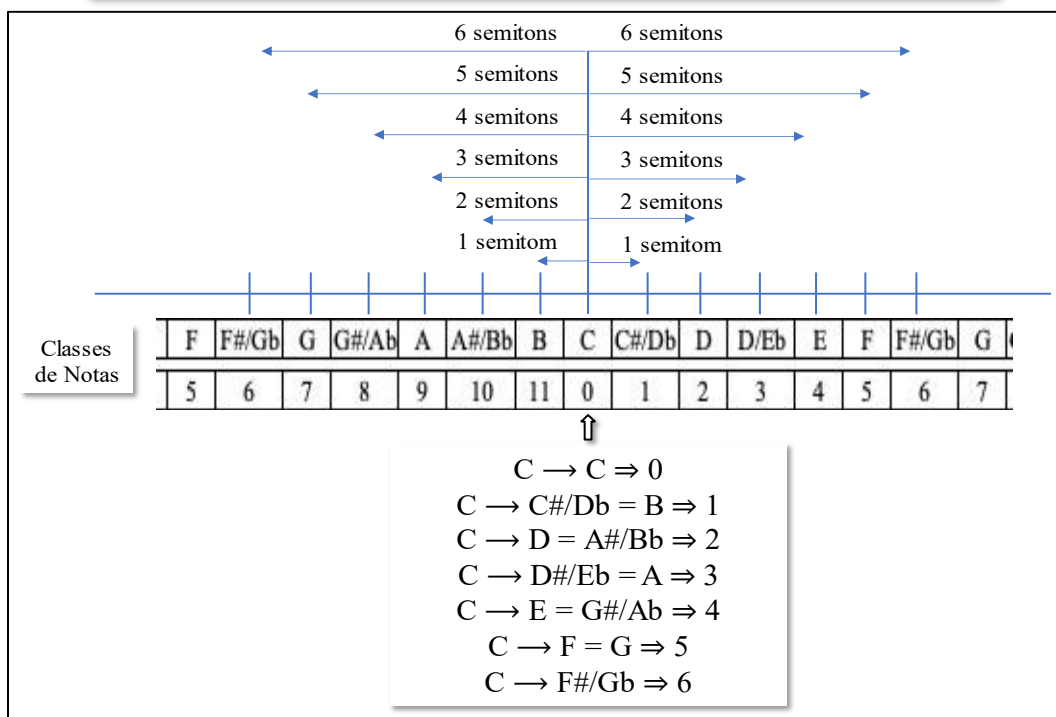 6 semitons 6 semitons
5 semitons 5 semitons
4 semitons 4 semitons
3 semitons 3 semitons
2 semitons 2 semitons
1 semitom 1 semitom
Classes de Notas
F F#/Gb G G#/Ab A A#/Bb B C C#/Db D D/Eb E F F#/Gb G
5 6 7 8 9 10 11 0 1 2 3 4 5 6 7
C → C ⇒ 0
C → C#/Db = B ⇒ 1
C → D = A#/Bb ⇒ 2
C → D#/Eb = A ⇒ 3
C → E = G#/Ab ⇒ 4
C → F = G ⇒ 5
C → F#/Gb ⇒ 6